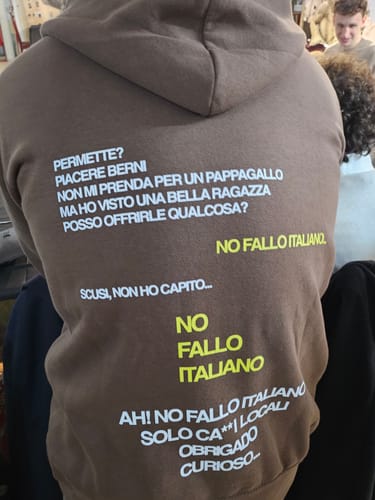 PERMETTE?
PIACERE BERNI
NON MI PRENDA PER UN PAPPAGALLO
MA HO VISTO UNA BELLA RAGAZZA
POSSO OFFRIRLE QUALCOSA?
NO FALLO ITALIANO..
SCUSI, NON HO CAPITO...
NO
FALLO
ITALIANO
AH! NO FALLO ITALIANO
SOLO CA**I LOCALI
OBRIGADO
CURIOSO...